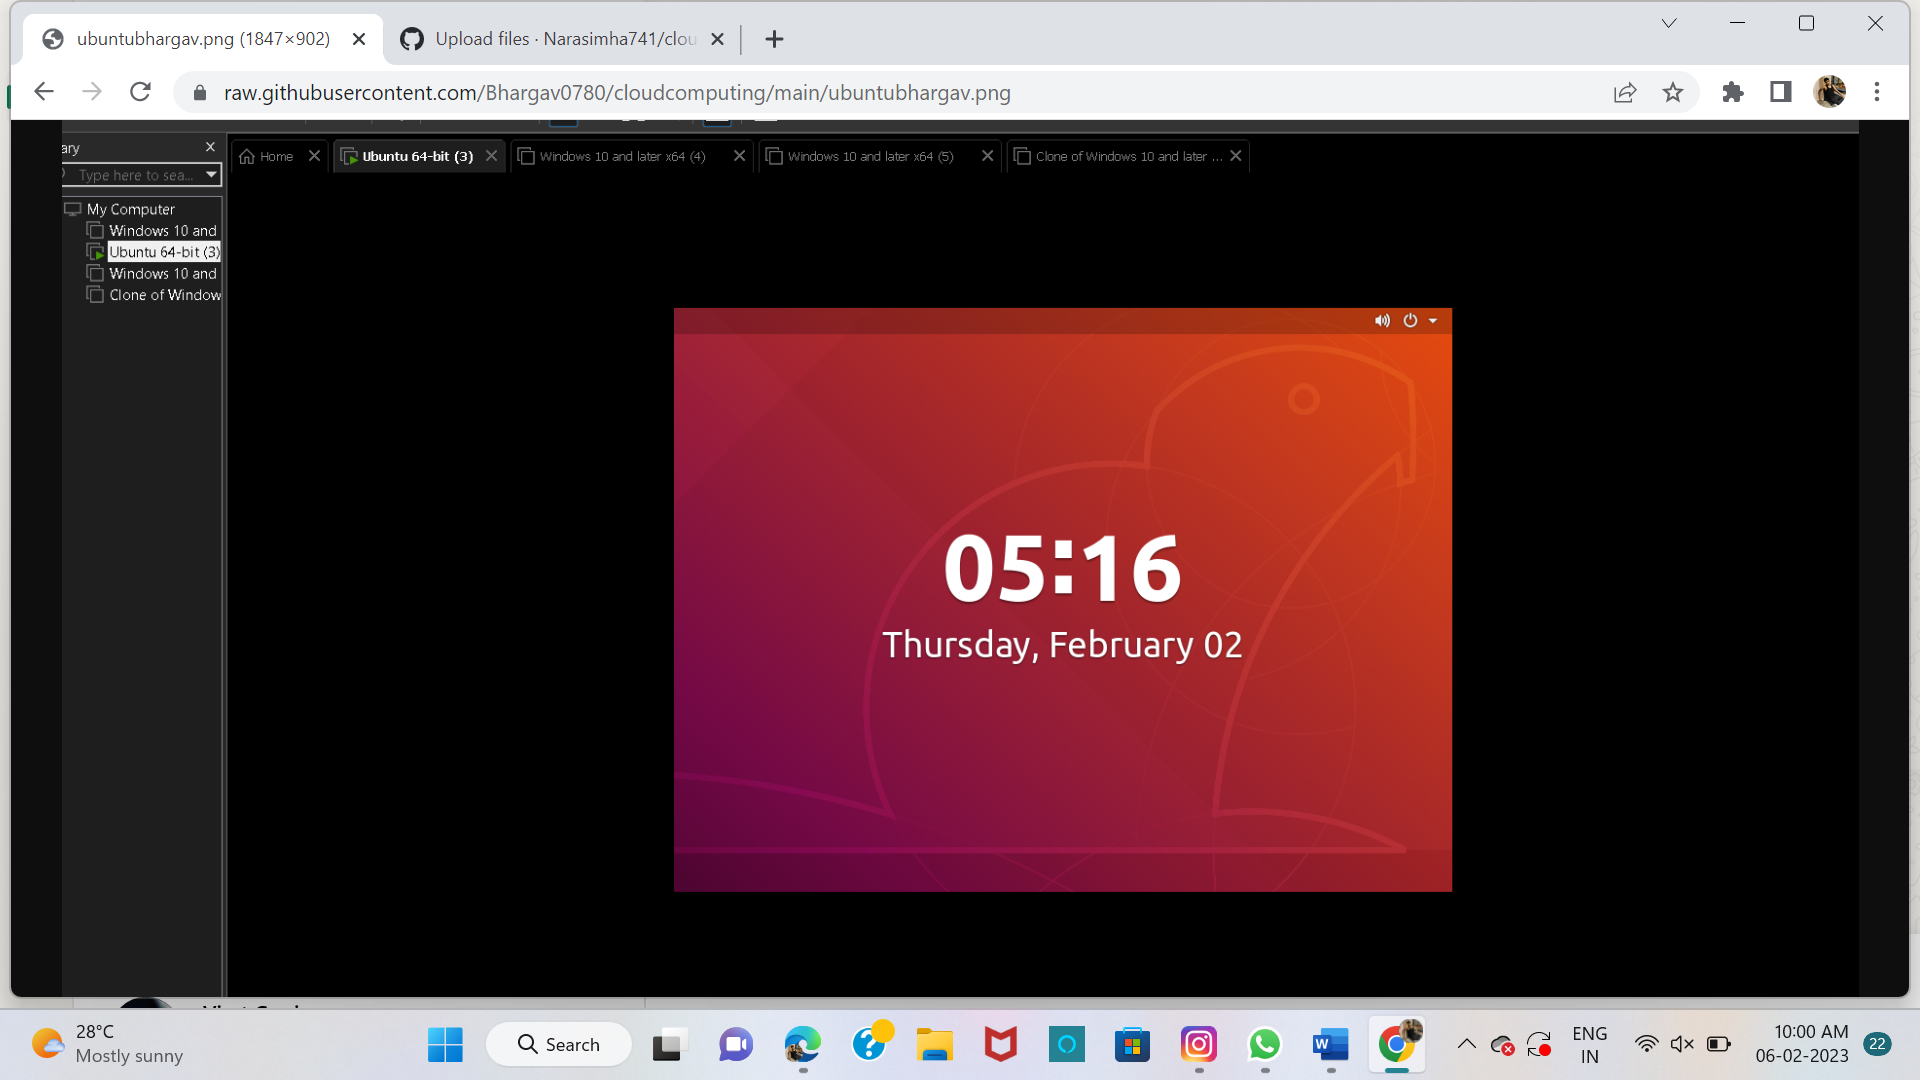 ubuntubhargav.png (1847×902)
Upload files · Narasimha741/clou
raw.githubusercontent.com/Bhargav0780/cloudcomputing/main/ubuntubhargav.png
ary
Type here to sea...
Home
Ubuntu 64-bit (3)
Windows 10 and later x64 (4)
Windows 10 and later x64 (5)
Clone of Windows 10 and later ...
My Computer
Windows 10 and
Ubuntu 64-bit (3)
Windows 10 and
Clone of Window
05:16
Thursday, February 02
28°C
Mostly sunny
Search
ENG
IN
10:00 AM
06-02-2023
22